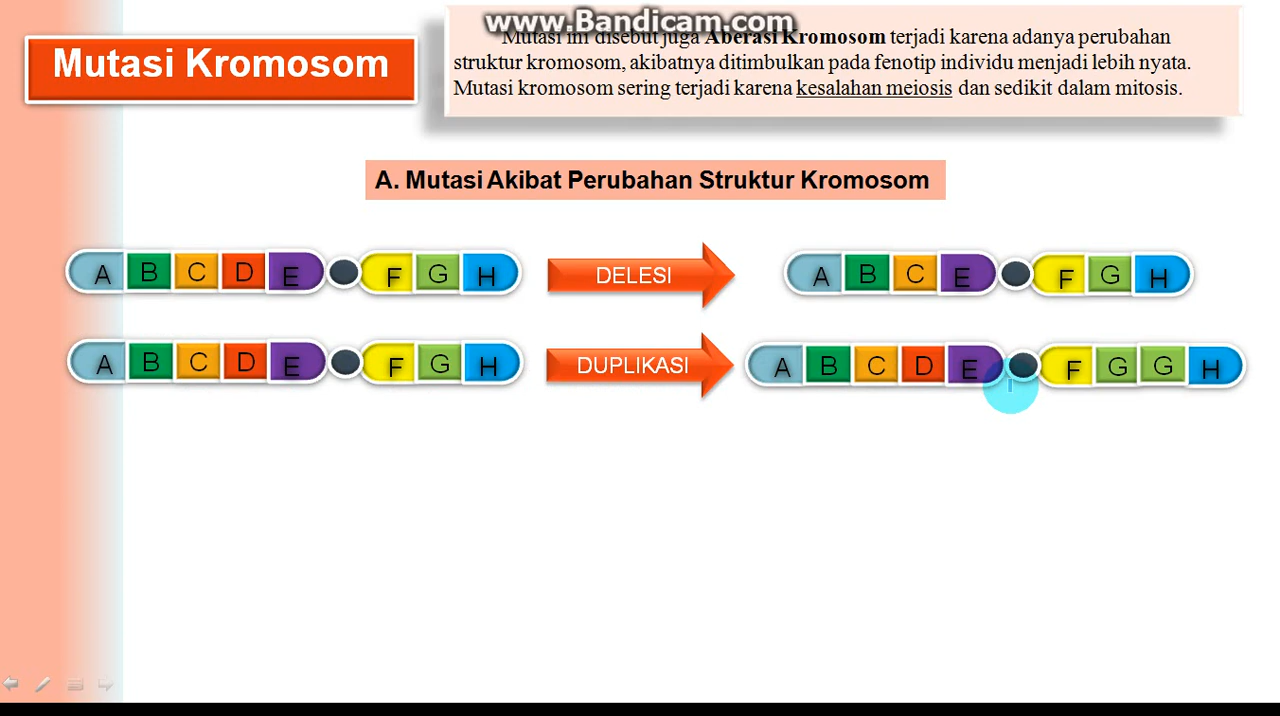 www.Bandicam.com
Mutasi Kromosom
Mutasi ini disebut juga Aberasi Kromosom terjadi karena adanya perubahan
struktur kromosom, akibatnya ditimbulkan pada fenotip individu menjadi lebih nyata.
Mutasi kromosom sering terjadi karena kesalahan meiosis dan sedikit dalam mitosis.
A. Mutasi Akibat Perubahan Struktur Kromosom
A B C D E F G H DELESI A B C E F G H
A B C D E F G H DUPLIKASI A B C D E F G G H